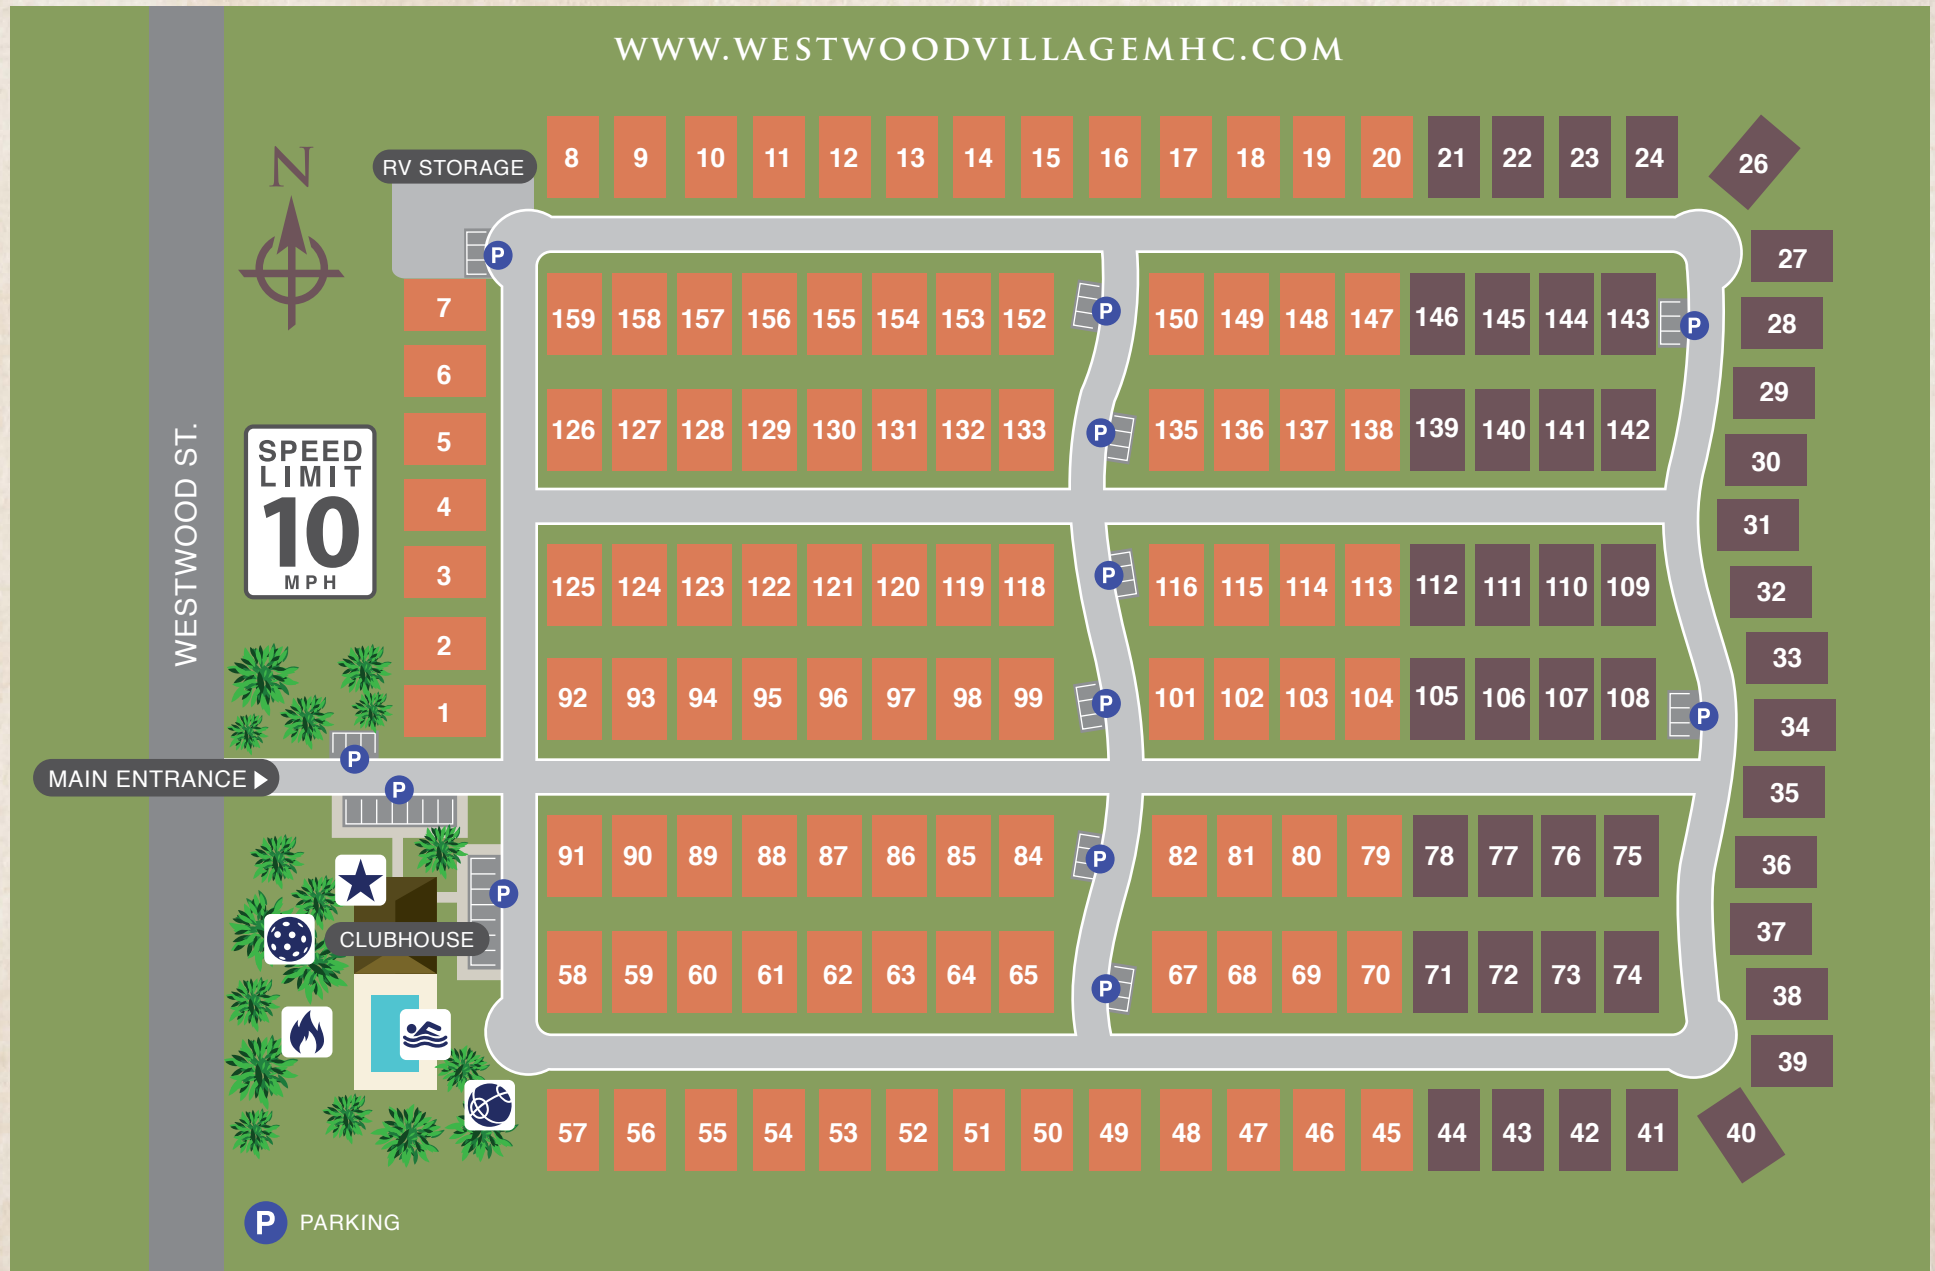 WWW.WESTWOODVILLAGEMHC.COM
N
RV STORAGE
8 9 10 11 12 13 14 15 16 17 18 19 20 21 22 23 24 26
P
27
7
159 158 157 156 155 154 153 152 P 150 149 148 147 146 145 144 143 P 28
6
29
5
126 127 128 129 130 131 132 133 P 135 136 137 138 139 140 141 142
30
SPEED
LIMIT
10
MPH
WESTWOOD ST.
4
31
3
125 124 123 122 121 120 119 118 P 116 115 114 113 112 111 110 109 32
2
33
1
92 93 94 95 96 97 98 99 P 101 102 103 104 105 106 107 108 P 34
P
MAIN ENTRANCE
P
35
91 90 89 88 87 86 85 84 P 82 81 80 79 78 77 76 75 36
P
CLUBHOUSE
37
58 59 60 61 62 63 64 65 P 67 68 69 70 71 72 73 74 38
39
57 56 55 54 53 52 51 50 49 48 47 46 45 44 43 42 41 40
P PARKING